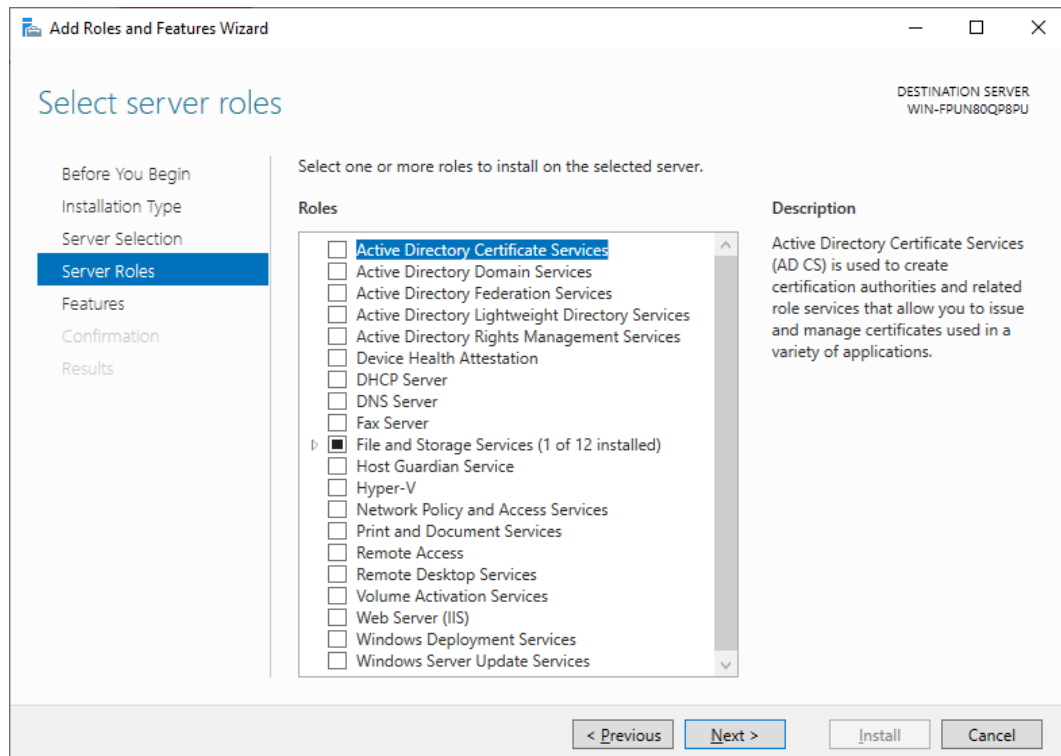 Add Roles and Features Wizard
Select server roles
DESTINATION SERVER
WIN-FPUN80QP8PU
Before You Begin
Installation Type
Server Selection
Server Roles
Features
Confirmation
Results
Select one or more roles to install on the selected server.
Roles
Active Directory Certificate Services
Active Directory Domain Services
Active Directory Federation Services
Active Directory Lightweight Directory Services
Active Directory Rights Management Services
Device Health Attestation
DHCP Server
DNS Server
Fax Server
File and Storage Services (1 of 12 installed)
Host Guardian Service
Hyper-V
Network Policy and Access Services
Print and Document Services
Remote Access
Remote Desktop Services
Volume Activation Services
Web Server (IIS)
Windows Deployment Services
Windows Server Update Services
Description
Active Directory Certificate Services
(AD CS) is used to create
certification authorities and related
role services that allow you to issue
and manage certificates used in a
variety of applications.
< Previous
Next >
Install
Cancel